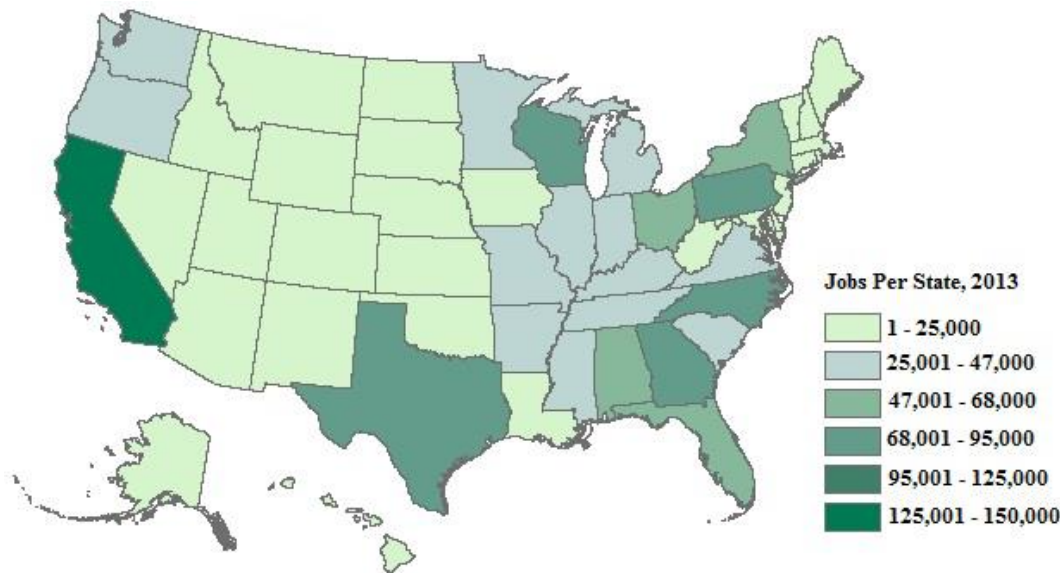 Jobs Per State, 2013
1 - 25,000
25,001 - 47,000
47,001 - 68,000
68,001 - 95,000
95,001 - 125,000
125,001 - 150,000